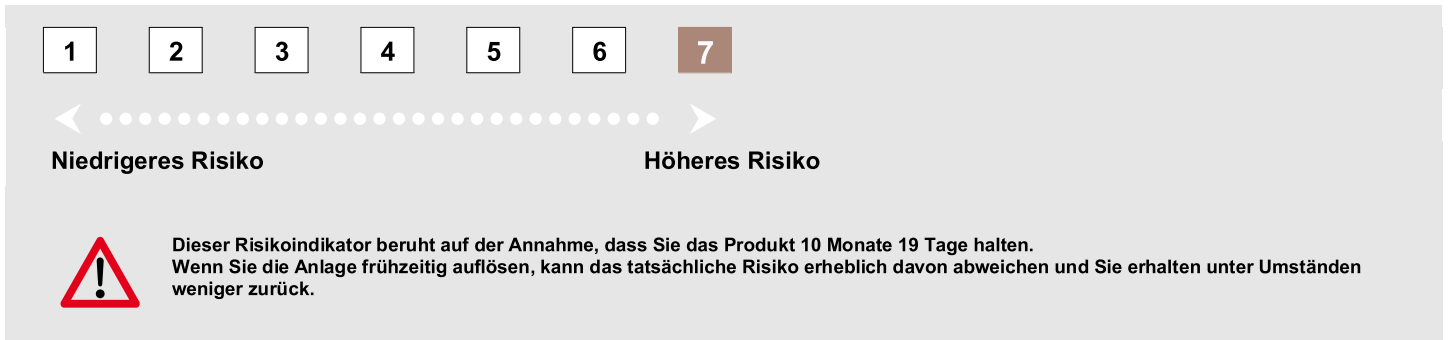 1 2 3 4 5 6 7
Niedrigeres Risiko Höheres Risiko
Dieser Risikoindikator beruht auf der Annahme, dass Sie das Produkt 10 Monate 19 Tage halten.
Wenn Sie die Anlage frühzeitig auflösen, kann das tatsächliche Risiko erheblich davon abweichen und Sie erhalten unter Umständen
weniger zurück.